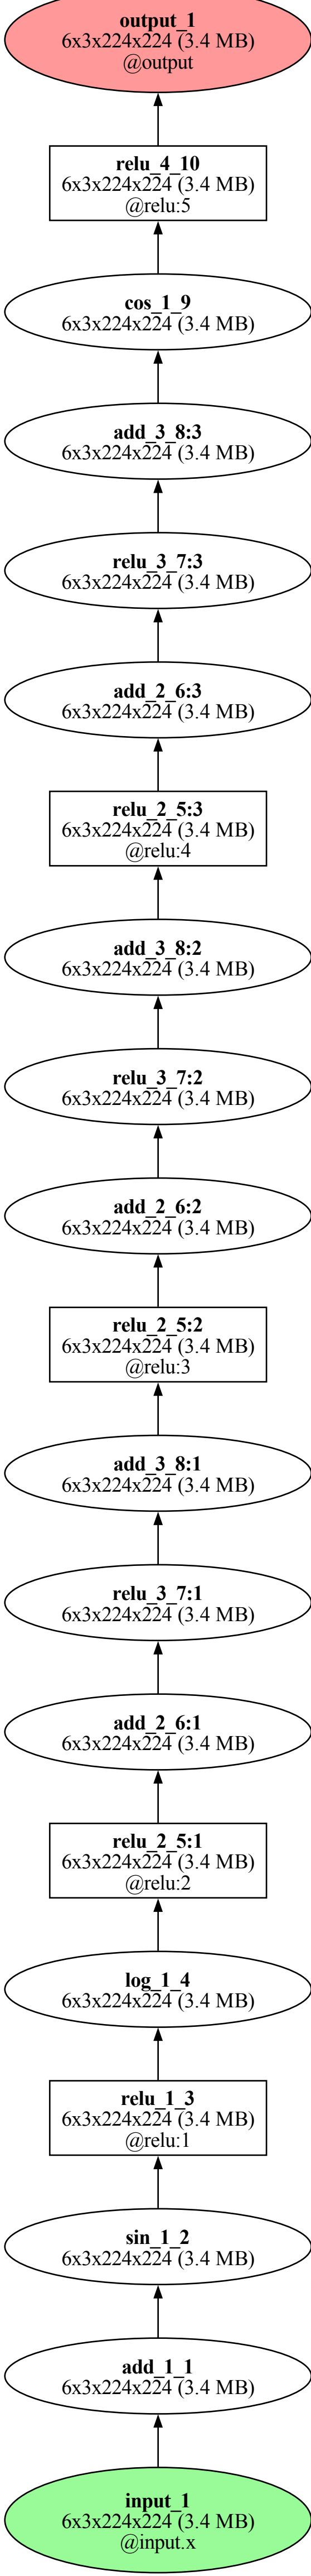 output_1
6x3x224x224 (3.4 MB)
@output
relu_4_10
6x3x224x224 (3.4 MB)
@relu:5
cos_1_9
6x3x224x224 (3.4 MB)
add_3_8:3
6x3x224x224 (3.4 MB)
relu_3_7:3
6x3x224x224 (3.4 MB)
add_2_6:3
6x3x224x224 (3.4 MB)
relu_2_5:3
6x3x224x224 (3.4 MB)
@relu:4
add_3_8:2
6x3x224x224 (3.4 MB)
relu_3_7:2
6x3x224x224 (3.4 MB)
add_2_6:2
6x3x224x224 (3.4 MB)
relu_2_5:2
6x3x224x224 (3.4 MB)
@relu:3
add_3_8:1
6x3x224x224 (3.4 MB)
relu_3_7:1
6x3x224x224 (3.4 MB)
add_2_6:1
6x3x224x224 (3.4 MB)
relu_2_5:1
6x3x224x224 (3.4 MB)
@relu:2
log_1_4
6x3x224x224 (3.4 MB)
relu_1_3
6x3x224x224 (3.4 MB)
@relu:1
sin_1_2
6x3x224x224 (3.4 MB)
add_1_1
6x3x224x224 (3.4 MB)
input_1
6x3x224x224 (3.4 MB)
@input.x